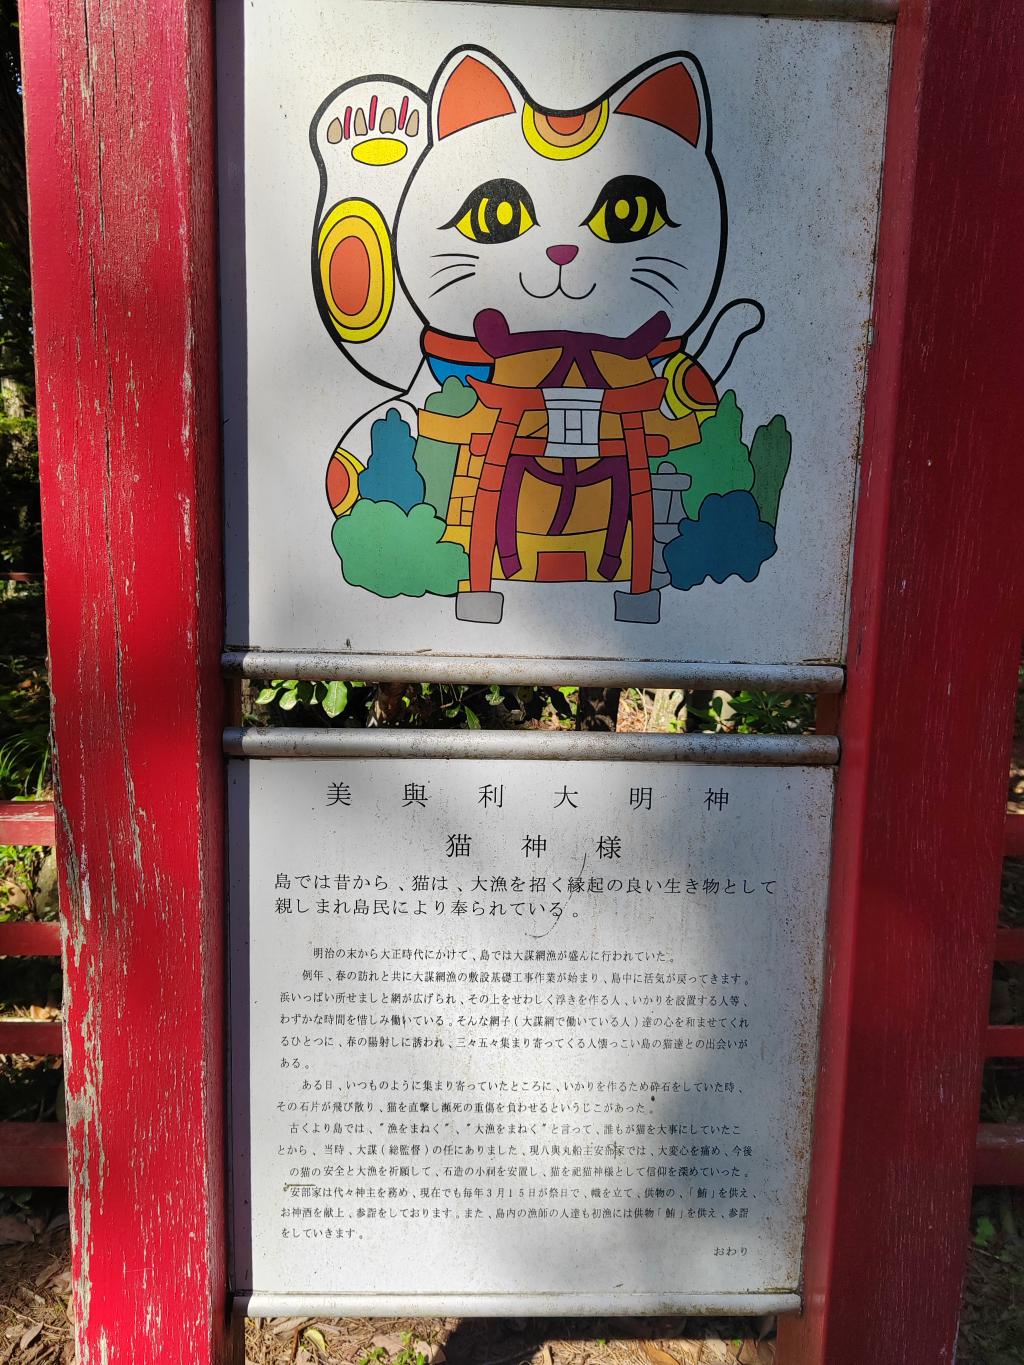 美與利大明神
猫神様
島では昔から、猫は、大漁を招く縁起の良い生き物として
親しまれ島民により奉られている。
明治の末から大正時代にかけて、島では大謀網漁が盛んに行われていた。
例年、春の訪れと共に大謀網漁の敷設基礎工事作業が始まり、島中に活気が戻ってきます。
浜いっぱい所せましと網が広げられ、その上をせわしく浮きを作る人、いかりを設置する人等、
わずかな時間を惜しみ働いている。そんな網子(大謀網で働いている人)達の心を和ませてくれ
るひとつに、春の陽射しに誘われ、三々五々集まり寄ってくる人懐っこい島の猫達との出会いが
ある。
ある日、いつものように集まり寄っていたところに、いかりを作るため砕石をしていた時、
その石片が飛び散り、猫を直撃し瀕死の重傷を負わせるというじこがあった。
古くより島では、"漁をまねく"、"大漁をまねく"と言って、誰もが猫を大事にしていたこ
とから、当時、大謀(総監督)の任にありました、現八興丸船主安部家では、大変心を痛め、今後
の猫の安全と大漁を祈願して、石造の小祠を安置し、猫を祀猫神様として信仰を深めていった。
安部家は代々神主を務め、現在でも毎年3月15日が祭日で、幟を立て、供物の、「鮪」を供え、
お神酒を献上、参詣をしております。また、島内の漁師の人達も初漁には供物「鮪」を供え、参詣
をしていきます。
おわり